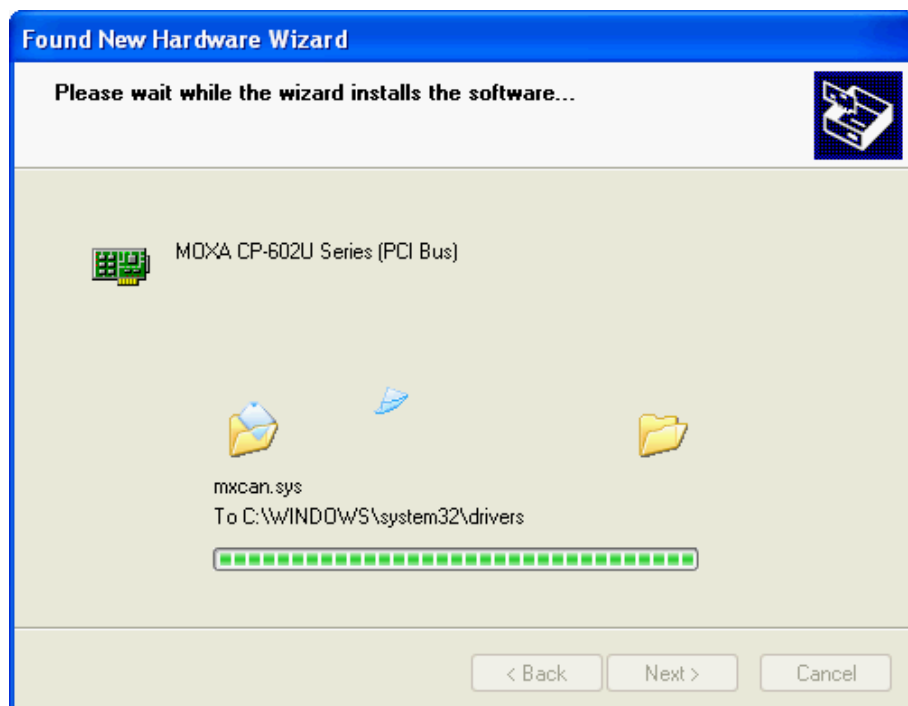 Found New Hardware Wizard
Please wait while the wizard installs the software...
MOXA CP-602U Series (PCI Bus)
mxcan.sys
To C:\WINDOWS\system32\drivers
< Back
Next >
Cancel